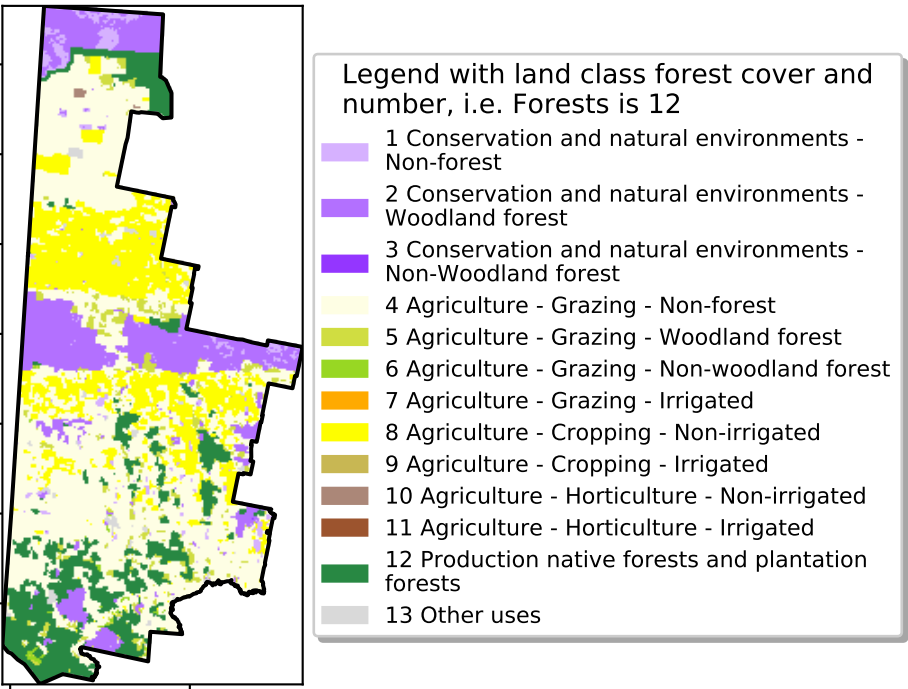 Legend with land class forest cover and
number, i.e. Forests is 12
1 Conservation and natural environments -
Non-forest
2 Conservation and natural environments -
Woodland forest
3 Conservation and natural environments -
Non-Woodland forest
4 Agriculture - Grazing - Non-forest
5 Agriculture - Grazing - Woodland forest
6 Agriculture - Grazing - Non-woodland forest
7 Agriculture - Grazing - Irrigated
8 Agriculture - Cropping - Non-irrigated
9 Agriculture - Cropping - Irrigated
10 Agriculture - Horticulture - Non-irrigated
11 Agriculture - Horticulture - Irrigated
12 Production native forests and plantation
forests
13 Other uses